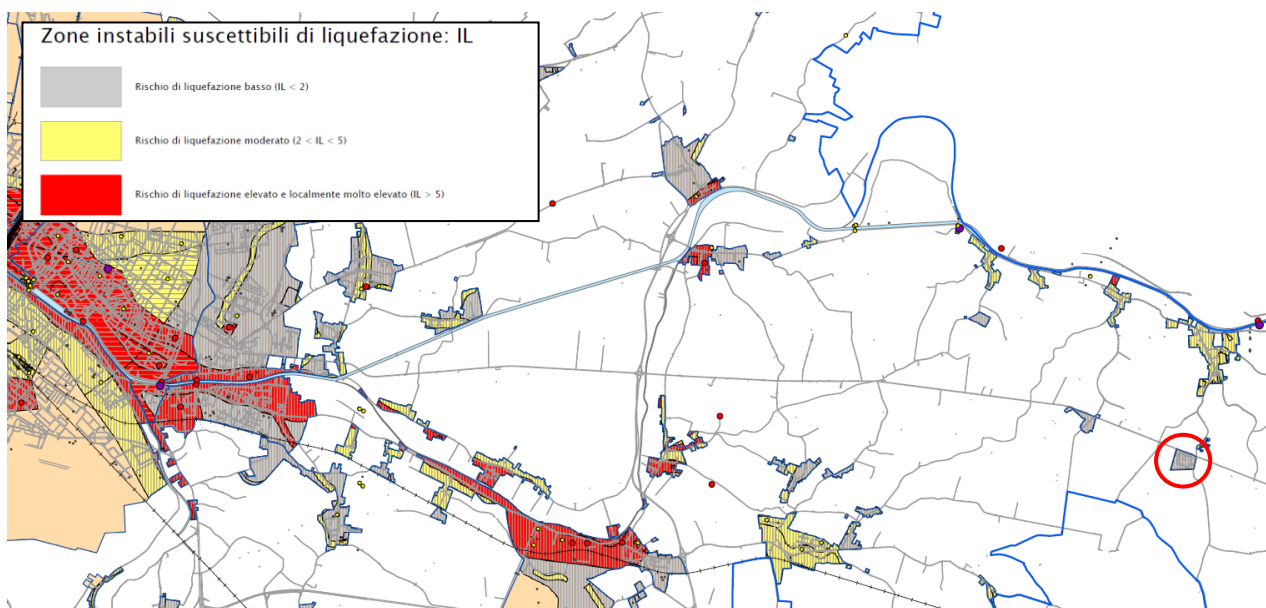 Zone instabili suscettibili di liquefazione: IL
Rischio di liquefazione basso (IL < 2)
Rischio di liquefazione moderato (2 < IL < 5)
Rischio di liquefazione elevato e localmente molto elevato (IL > 5)